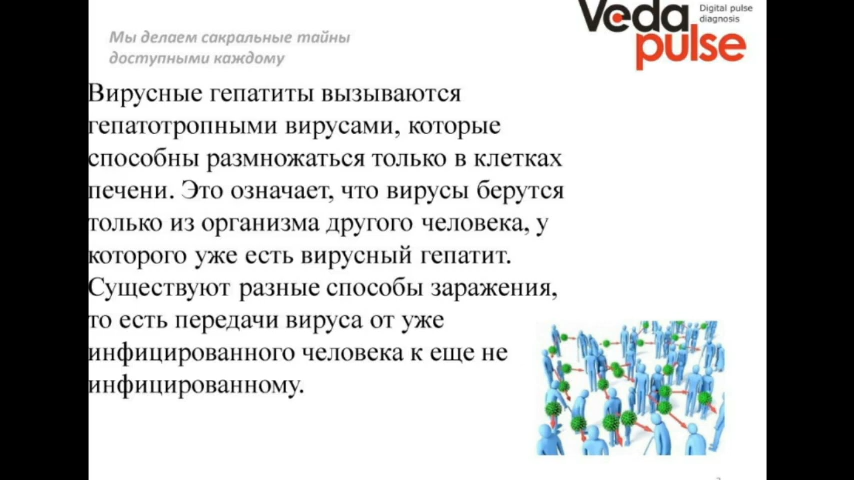 Мы делаем сакральные тайны
доступными каждому
Veda
pulse
Digital pulse
diagnosis
Вирусные гепатиты вызываются
гепатотропными вирусами, которые
способны размножаться только в клетках
печени. Это означает, что вирусы берутся
только из организма другого человека, у
которого уже есть вирусный гепатит.
Существуют разные способы заражения,
то есть передачи вируса от уже
инфицированного человека к еще не
инфицированному.